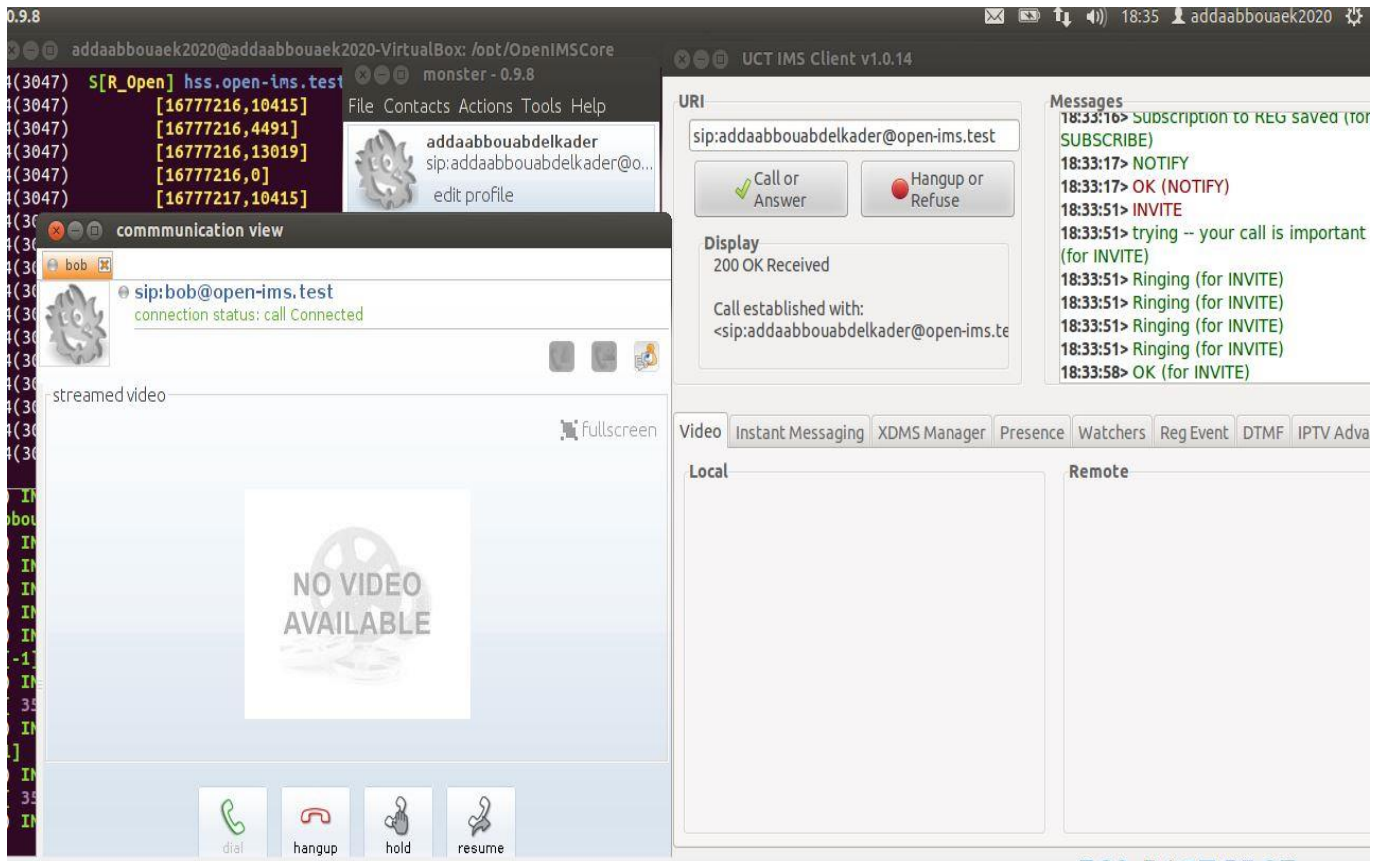 0.9.8
18:35 addaabbouaek2020
addaabbouaek2020@addaabbouaek2020-VirtualBox: /opt/OpenIMSCore
4(3047) S[R_Open] hss.open-ims.test
4(3047) [16777216,10415]
4(3047) [16777216,4491]
4(3047) [16777216,13019]
4(3047) [16777216,0]
4(3047) [16777217,10415]
monster - 0.9.8
File Contacts Actions Tools Help
addaabbouabdelkader
sip:addaabbouabdelkader@o...
edit profile
commmunication view
bob
sip:bob@open-ims.test
connection status: call Connected
streamed video
fullscreen
NO VIDEO
AVAILABLE
dial hangup hold resume
UCT IMS Client v1.0.14
URI
sip:addaabbouabdelkader@open-ims.test
Call or
Answer
Hangup or
Refuse
Display
200 OK Received
Call established with:
<sip:addaabbouabdelkader@open-ims.te
Messages
18:33:16> Subscription to REG saved (for
SUBSCRIBE)
18:33:17> NOTIFY
18:33:17> OK (NOTIFY)
18:33:51> INVITE
18:33:51> trying -- your call is important
(for INVITE)
18:33:51> Ringing (for INVITE)
18:33:51> Ringing (for INVITE)
18:33:51> Ringing (for INVITE)
18:33:51> Ringing (for INVITE)
18:33:58> OK (for INVITE)
Video Instant Messaging XDMS Manager Presence Watchers Reg Event DTMF IPTV Adva
Local
Remote